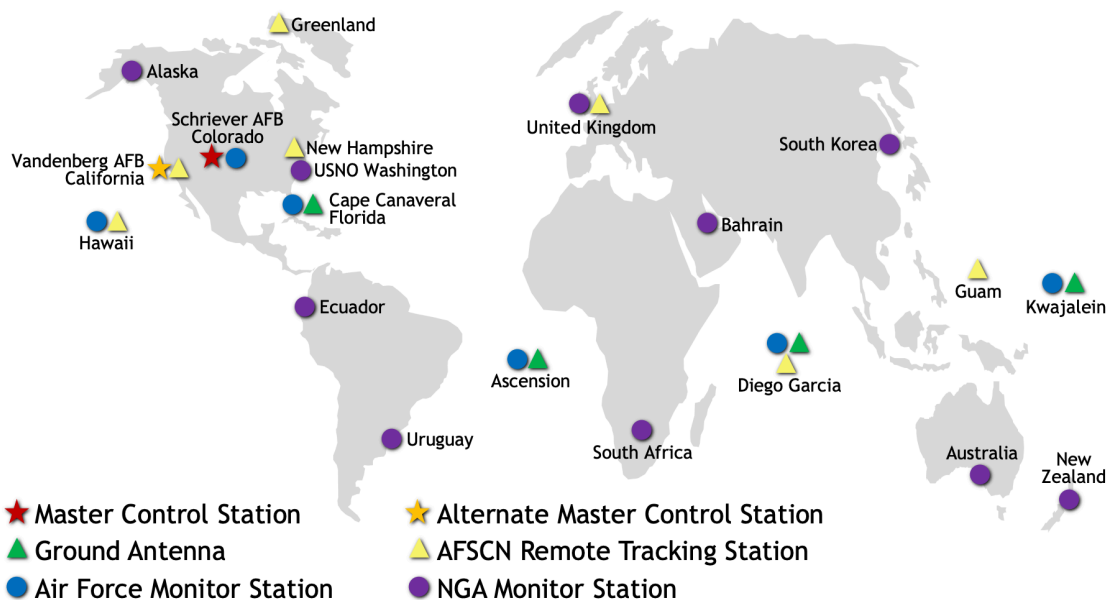 Greenland
Alaska
Schriever AFB
Colorado
New Hampshire
Vandenberg AFB
California
USNO Washington
Cape Canaveral
Florida
Hawaii
United Kingdom
South Korea
Bahrain
Guam
Kwajalein
Ecuador
Ascension
Diego Garcia
Uruguay
South Africa
Australia
New
Zealand
Master Control Station
Alternate Master Control Station
Ground Antenna
AFSCN Remote Tracking Station
Air Force Monitor Station
NGA Monitor Station